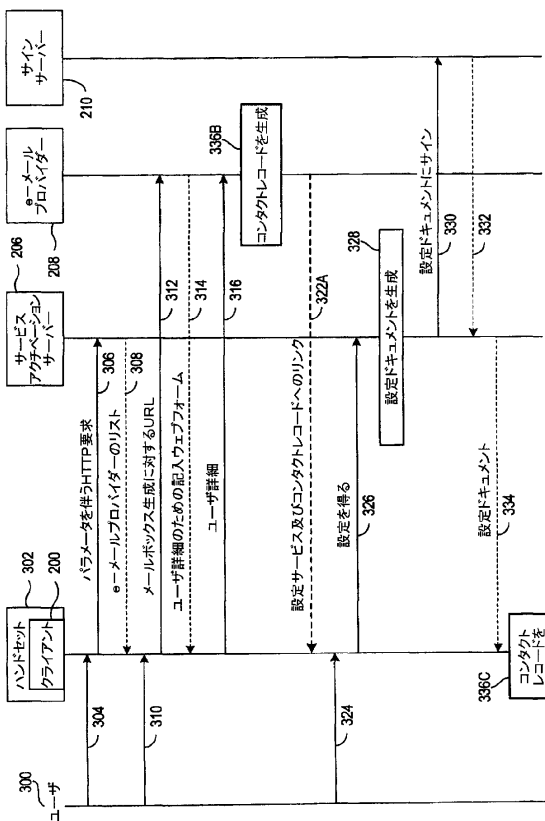 300
ユーザ
ハンドセット
302
クライアント
200
サービス
アクチベーション
サーバー
206
e-メール
プロバイダー
208
サイン
サーバー
210
304
パラメータを伴うHTTP要求
306
e-メールプロバイダーのリスト
308
310
メールボックス生成に対するURL
312
ユーザ詳細のための記入ウェブフォーム
314
ユーザ詳細
316
コンタクトレコードを生成
336B
設定サービス及びコンタクトレコードへのリンク
322A
324
設定を得る
326
設定ドキュメントを生成
328
設定ドキュメントにサイン
330
332
設定ドキュメント
334
コンタクト
レコードを
336C